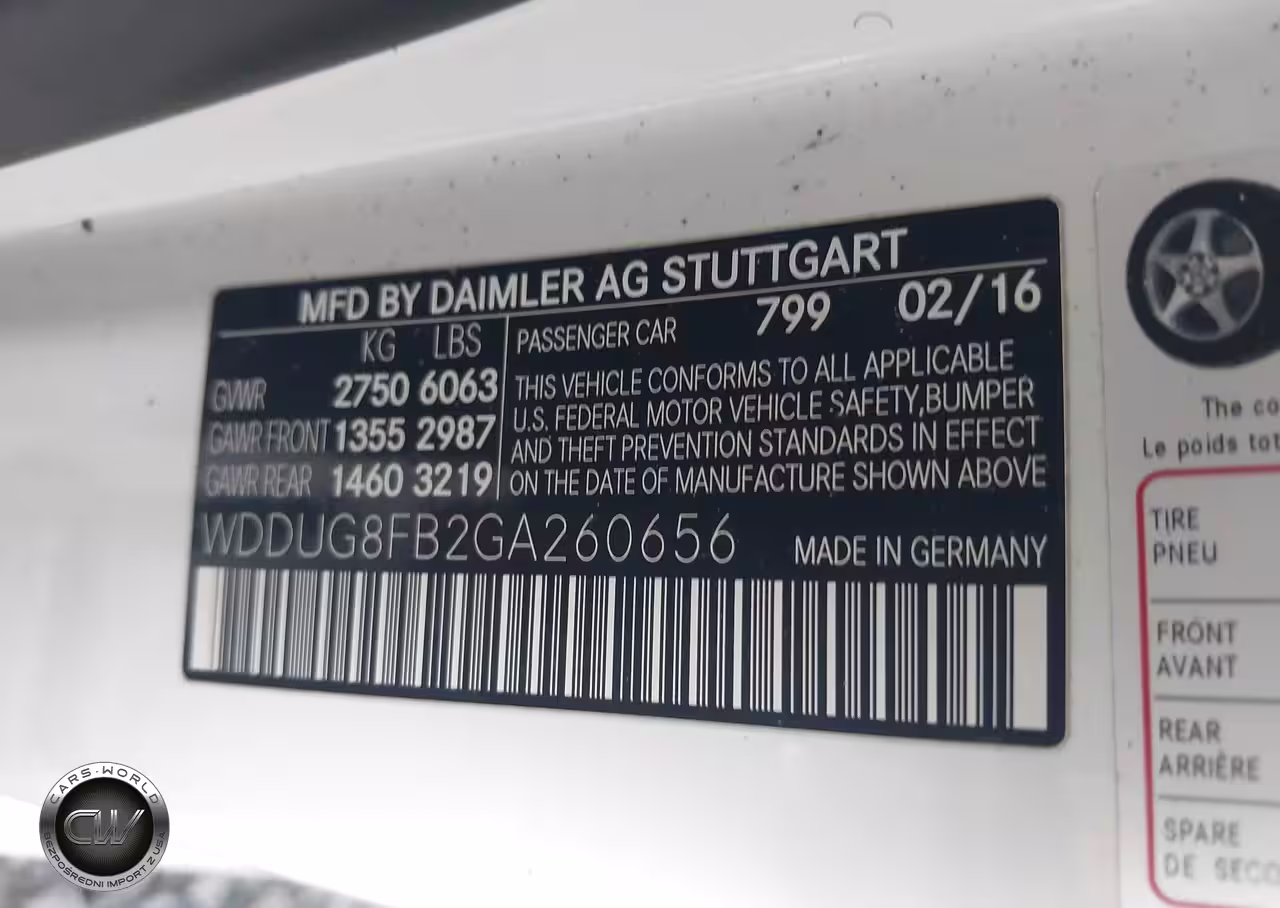 MFD BY DAIMLER AG STUTTGART
KG LBS
GVWR 2750 6063
GAWR FRONT 1355 2987
GAWR REAR 1460 3219
PASSENGER CAR 799 02/16
THIS VEHICLE CONFORMS TO ALL APPLICABLE
U.S. FEDERAL MOTOR VEHICLE SAFETY,BUMPER
AND THEFT PREVENTION STANDARDS IN EFFECT
ON THE DATE OF MANUFACTURE SHOWN ABOVE
WDDUG8FB2GA260656 MADE IN GERMANY
The co
Le poids tot
TIRE
PNEU
FRONT
AVANT
REAR
ARRIÈRE
SPARE
DE SECO
CARS-WORLD
CW
BEZPOŚREDNI IMPORT Z USA